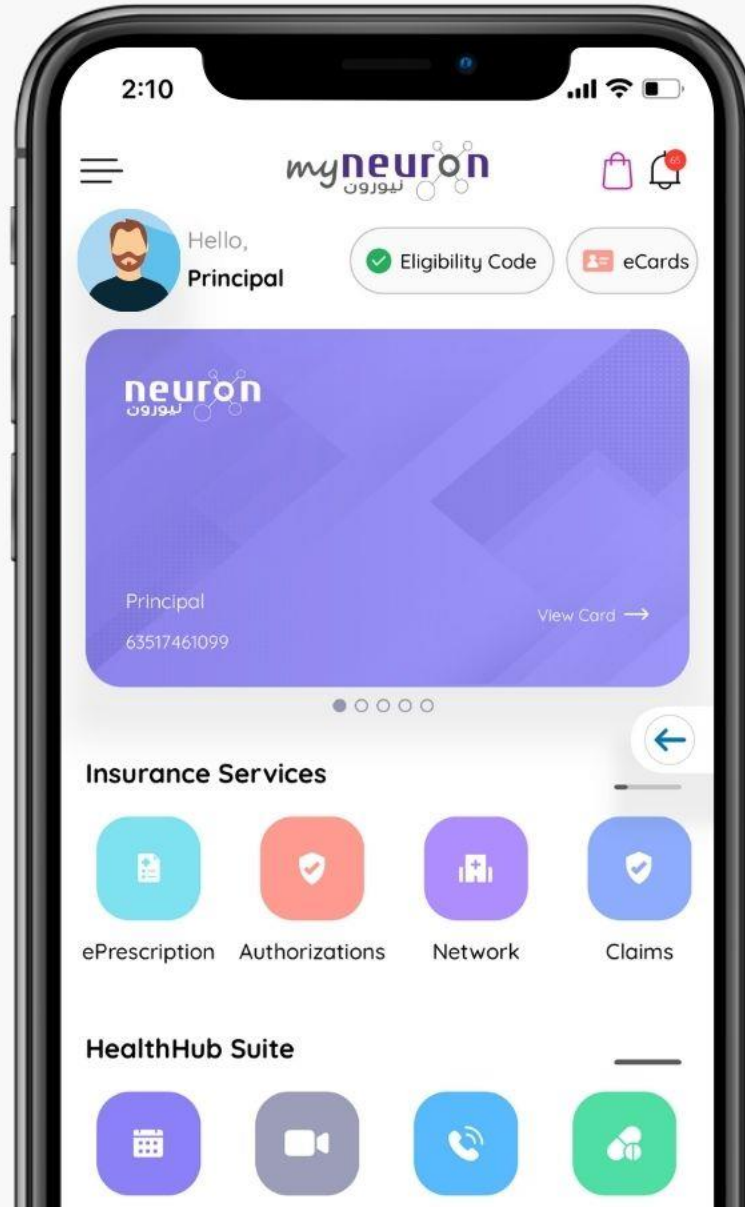 2:10
myneuron
نيورون
65
Hello,
Principal
Eligibility Code
eCards
neuron
نيورون
Principal
63517461099
View Card
Insurance Services
ePrescription
Authorizations
Network
Claims
HealthHub Suite